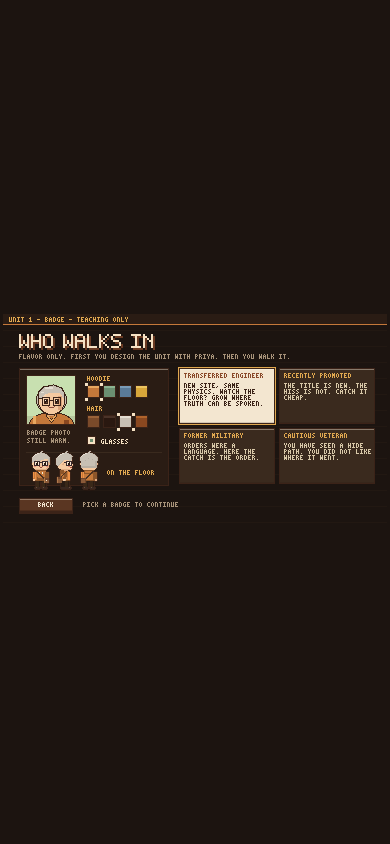 UNIT 1 - BADGE - TEACHING ONLY
WHO WALKS IN
FLAVOR ONLY. FIRST YOU DESIGN THE UNIT WITH PRIYA. THEN YOU WALK IT.
HOODIE
HAIR
GLASSES
BADGE PHOTO
STILL WARM.
ON THE FLOOR
TRANSFERRED ENGINEER
NEW SITE, SAME
PHYSICS. WATCH THE
FLOOR? GROW WHERE
TRUTH CAN BE SPOKEN.
RECENTLY PROMOTED
THE TITLE IS NEW. THE
MISS IS NOT. CATCH IT
CHEAP.
FORMER MILITARY
ORDERS WERE A
LANGUAGE. HERE THE
CATCH IS THE ORDER.
CAUTIOUS VETERAN
YOU HAVE SEEN A HIDE
PATH. YOU DID NOT LIKE
WHERE IT WENT.
BACK
PICK A BADGE TO CONTINUE